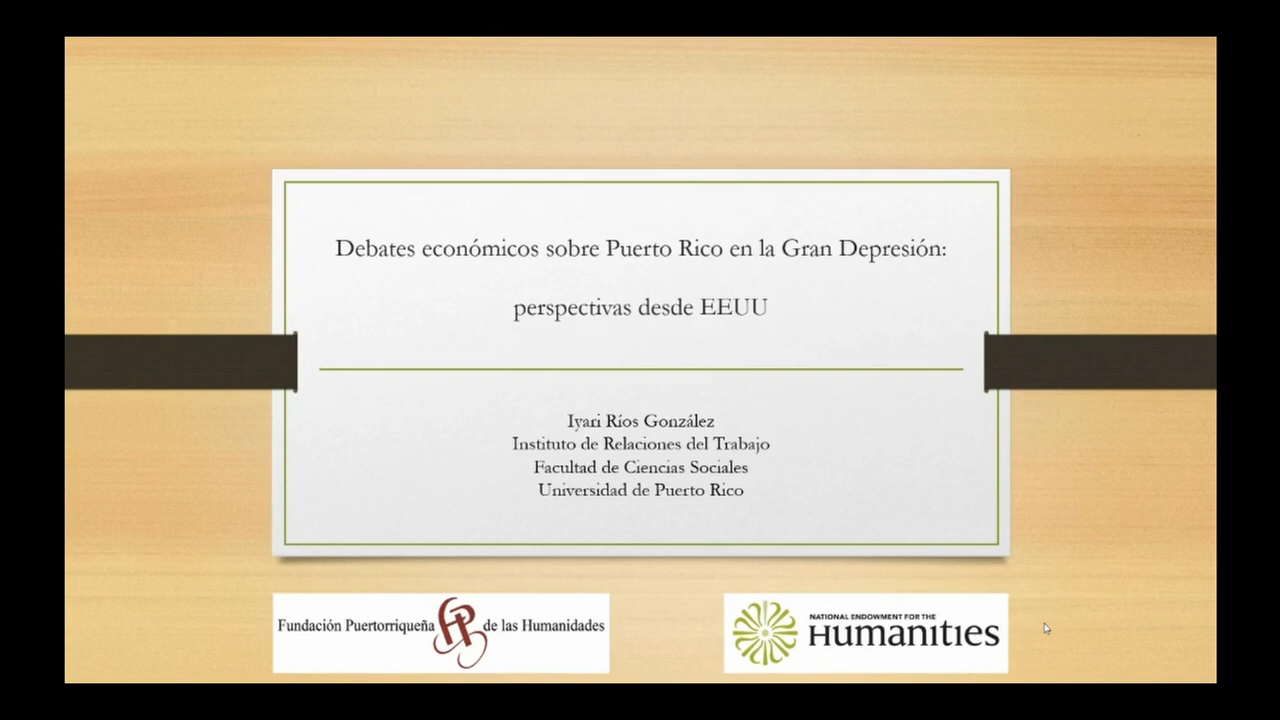 Debates económicos sobre Puerto Rico en la Gran Depresión:
perspectivas desde EEUU
Iyari Ríos González
Instituto de Relaciones del Trabajo
Facultad de Ciencias Sociales
Universidad de Puerto Rico
Fundación Puertorriqueña de las Humanidades
NATIONAL ENDOWMENT FOR THE
Humanities